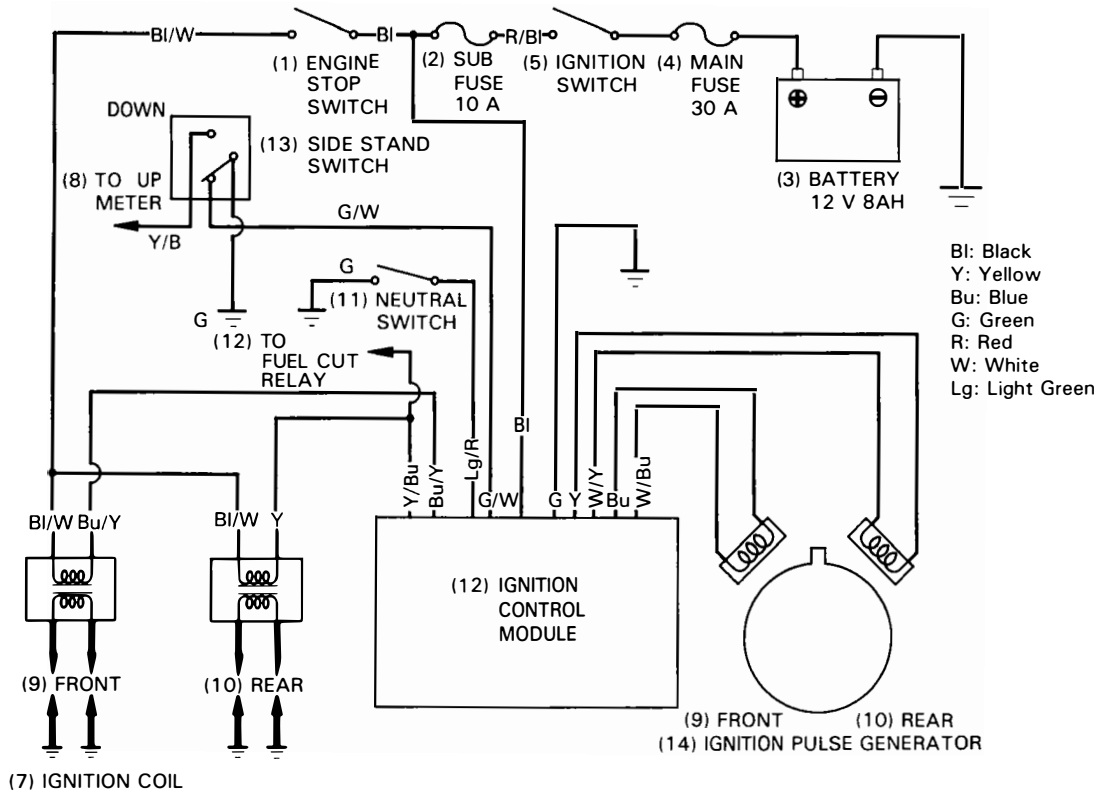 Bl/W
Bl
R/Bl
(1) ENGINE
STOP
SWITCH
(2) SUB
FUSE
10 A
(5) IGNITION
SWITCH
(4) MAIN
FUSE
30 A
(3) BATTERY
12 V 8AH
DOWN
(13) SIDE STAND
SWITCH
(8) TO UP
METER
Y/B
G/W
G
(11) NEUTRAL
SWITCH
G
(12) TO
FUEL CUT
RELAY
Bl: Black
Y: Yellow
Bu: Blue
G: Green
R: Red
W: White
Lg: Light Green
Bl
Y/Bu
Bu/Y
Lg/R
G/W
G
Y
W/Y
Bu
W/Bu
Bl/W
Bu/Y
Bl/W
Y
(12) IGNITION
CONTROL
MODULE
(9) FRONT
(10) REAR
(9) FRONT
(10) REAR
(14) IGNITION PULSE GENERATOR
(7) IGNITION COIL